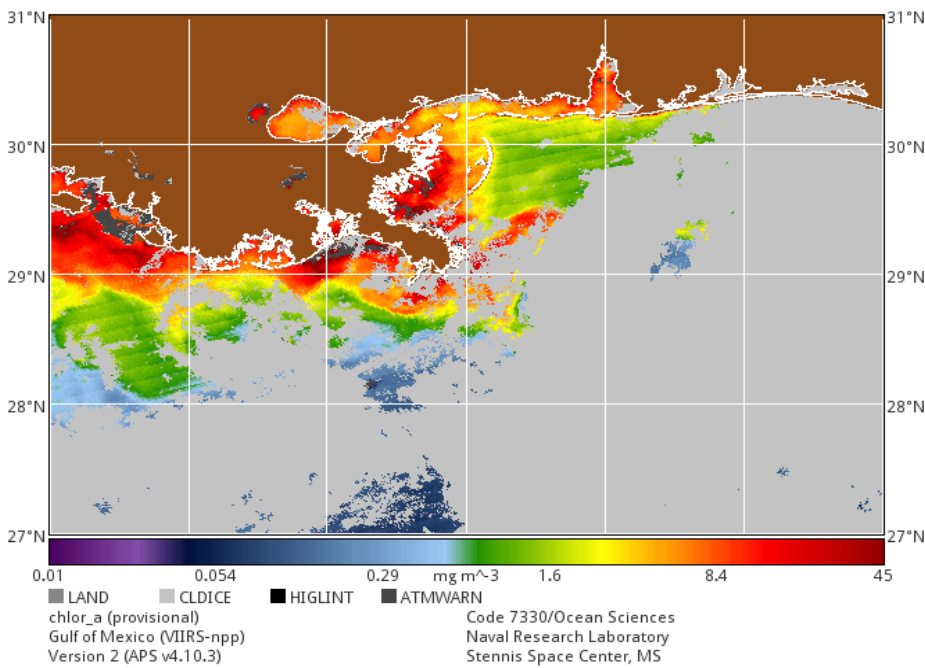 31°N 31°N
30°N 30°N
29°N 29°N
28°N 28°N
27°N 27°N
0.01 0.054 0.29 mg m^-3 1.6 8.4 45
LAND CLDICE HIGLINT ATMWARN
chlor_a (provisional) Code 7330/Ocean Sciences
Gulf of Mexico (VIIRS-npp) Naval Research Laboratory
Version 2 (APS v4.10.3) Stennis Space Center, MS